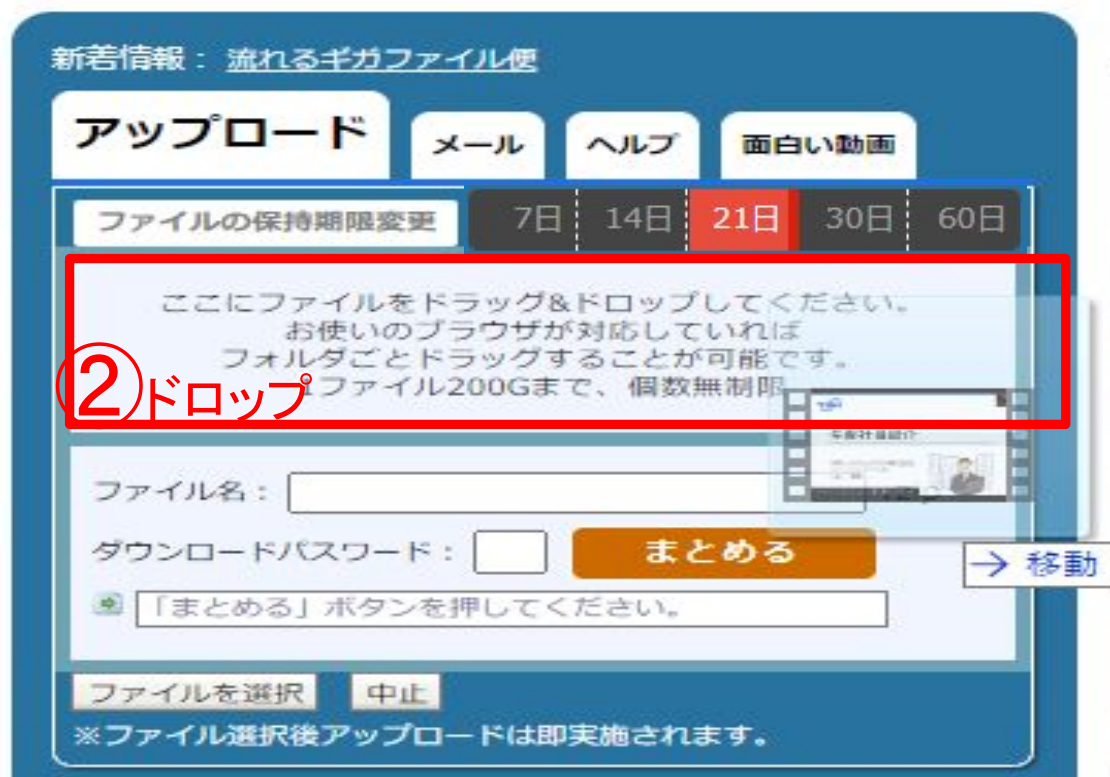 新着情報： 流れるギガファイル便
アップロード メール ヘルプ 面白い動画
ファイルの保持期限変更 7日 14日 21日 30日 60日
ここにファイルをドラッグ&ドロップしてください。
お使いのブラウザが対応していれば
フォルダごとドラッグすることが可能です。
1ファイル200Gまで、個数無制限
②ドロップ
ファイル名：
ダウンロードパスワード： まとめる
→ 移動
「まとめる」ボタンを押してください。
ファイルを選択 中止
※ファイル選択後アップロードは即実施されます。